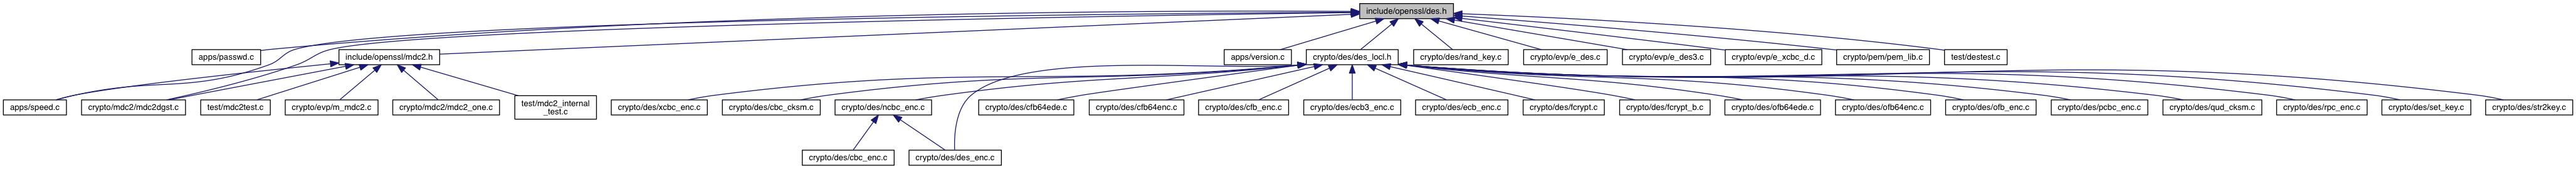 include/openssl/des.h
apps/passwd.c
include/openssl/mdc2.h
apps/version.c
crypto/des/des_locl.h
crypto/des/rand_key.c
crypto/evp/e_des.c
crypto/evp/e_des3.c
crypto/evp/e_xcbc_d.c
crypto/pem/pem_lib.c
test/destest.c
apps/speed.c
crypto/mdc2/mdc2dgst.c
test/mdc2test.c
crypto/evp/m_mdc2.c
crypto/mdc2/mdc2_one.c
test/mdc2_internal
_test.c
crypto/des/xcbc_enc.c
crypto/des/cbc_cksm.c
crypto/des/ncbc_enc.c
crypto/des/cfb64ede.c
crypto/des/cfb64enc.c
crypto/des/cfb_enc.c
crypto/des/ecb3_enc.c
crypto/des/ecb_enc.c
crypto/des/fcrypt.c
crypto/des/fcrypt_b.c
crypto/des/ofb64ede.c
crypto/des/ofb64enc.c
crypto/des/ofb_enc.c
crypto/des/pcbc_enc.c
crypto/des/qud_cksm.c
crypto/des/rpc_enc.c
crypto/des/set_key.c
crypto/des/str2key.c
crypto/des/cbc_enc.c
crypto/des/des_enc.c